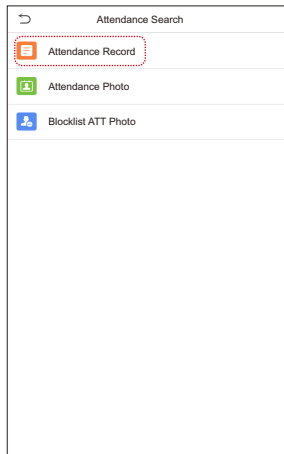 Attendance Search
Attendance Record
Attendance Photo
Blocklist ATT Photo